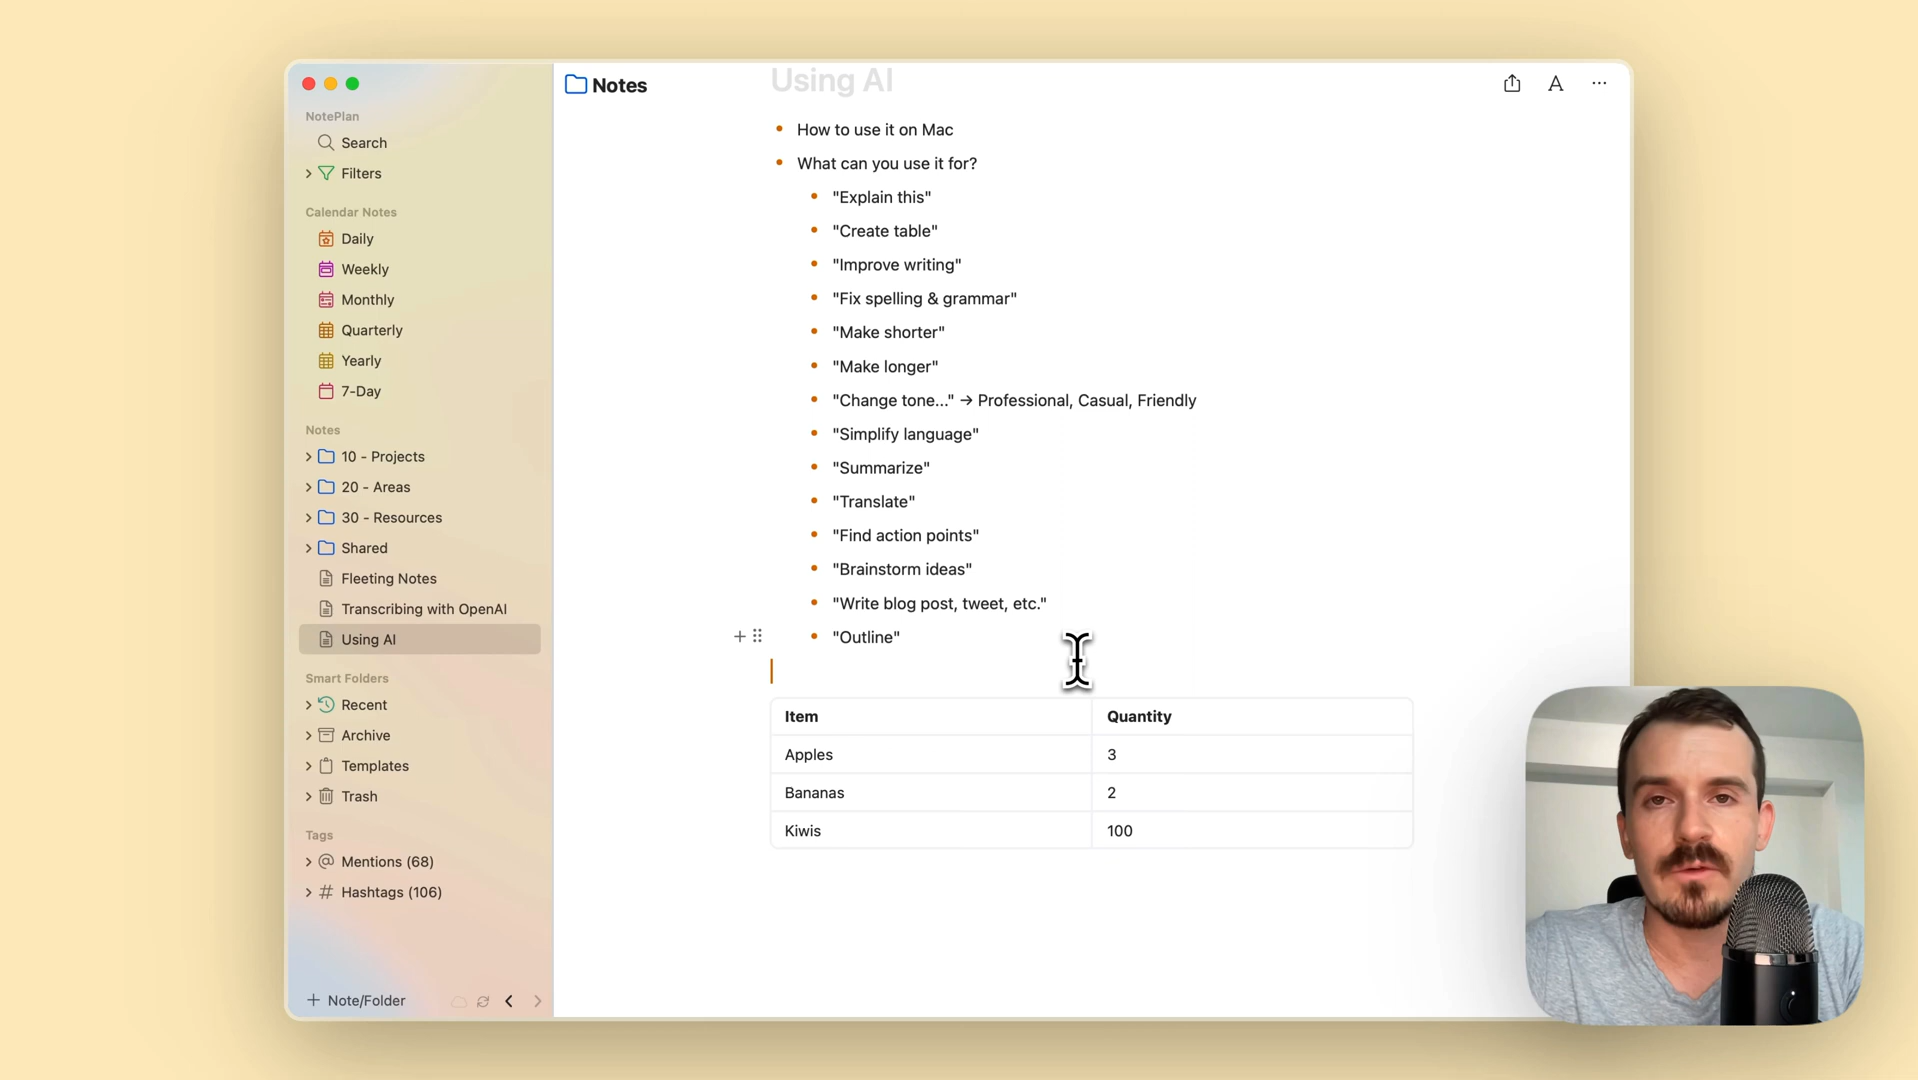 NotePlan
Search
Filters
Calendar Notes
Daily
Weekly
Monthly
Quarterly
Yearly
7-Day
Notes
10 - Projects
20 - Areas
30 - Resources
Shared
Fleeting Notes
Transcribing with OpenAI
Using AI
Smart Folders
Recent
Archive
Templates
Trash
Tags
@ Mentions (68)
# Hashtags (106)
+ Note/Folder
Notes
Using AI
• How to use it on Mac
• What can you use it for?
• "Explain this"
• "Create table"
• "Improve writing"
• "Fix spelling & grammar"
• "Make shorter"
• "Make longer"
• "Change tone..." → Professional, Casual, Friendly
• "Simplify language"
• "Summarize"
• "Translate"
• "Find action points"
• "Brainstorm ideas"
• "Write blog post, tweet, etc."
• "Outline"
Item Quantity
Apples 3
Bananas 2
Kiwis 100